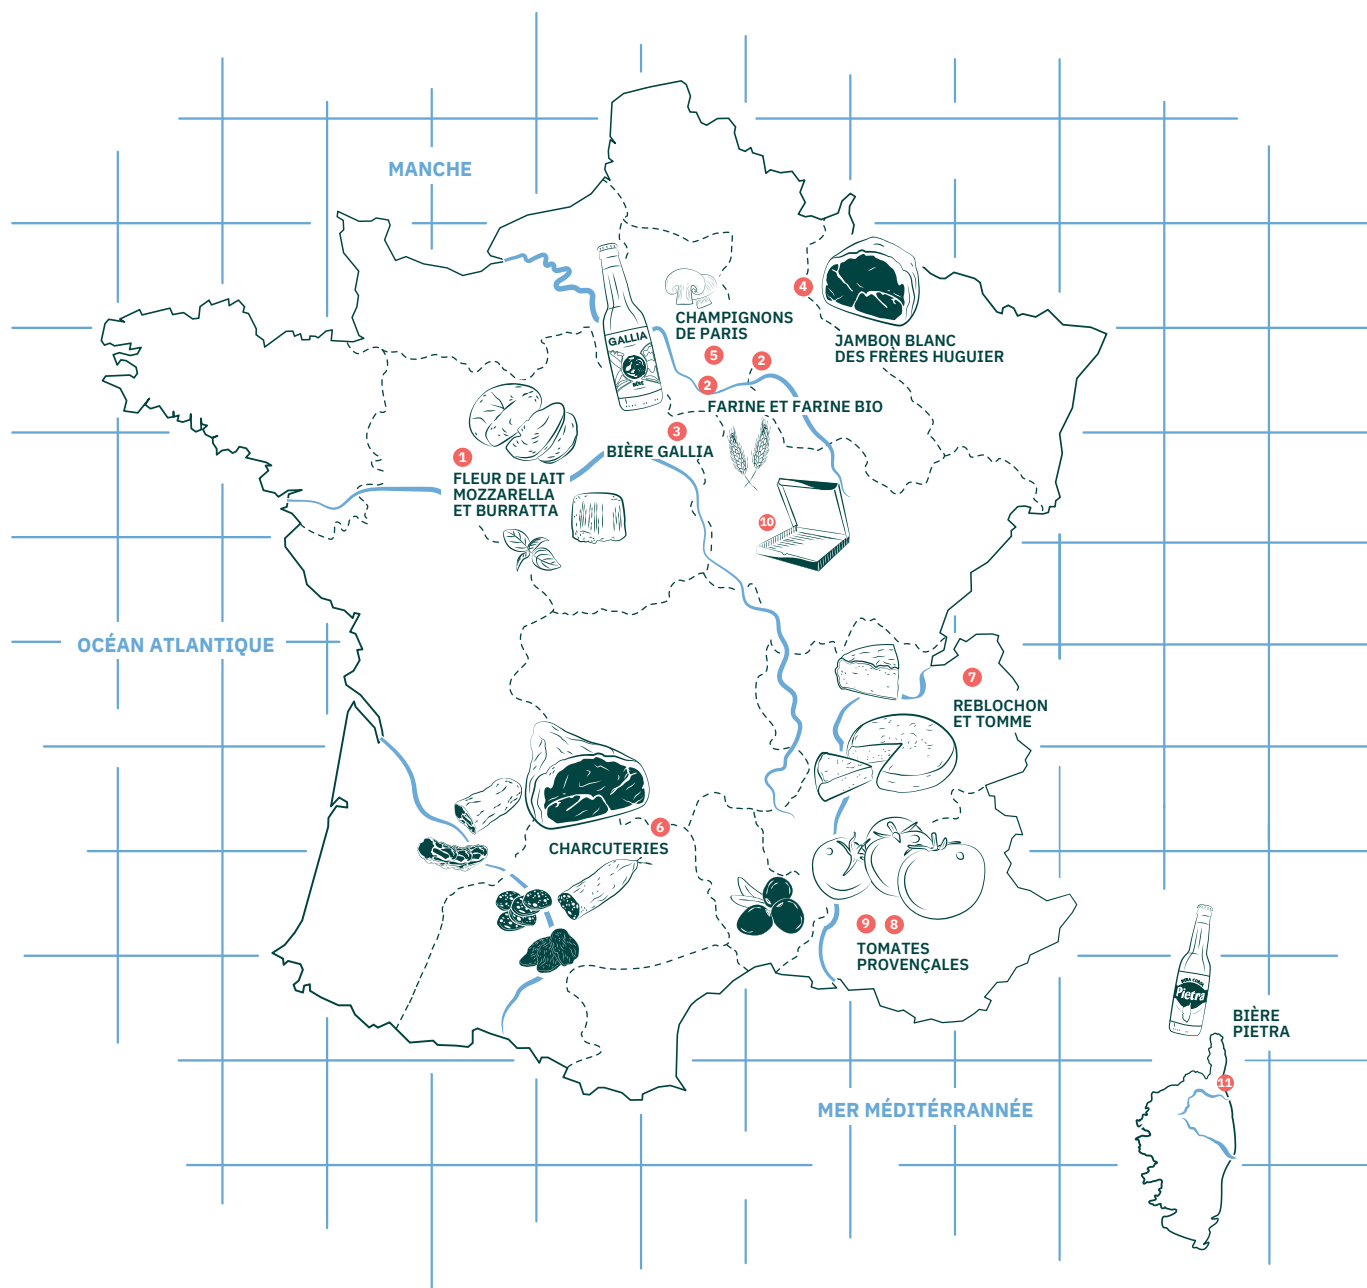 MANCHE
4
CHAMPIGNONS
DE PARIS
GALLIA
BIÈRE
JAMBON BLANC
DES FRÈRES HUGUIER
5
2
2
FARINE ET FARINE BIO
3
BIÈRE GALLIA
1
FLEUR DE LAIT
MOZZARELLA
ET BURRATTA
10
OCÉAN ATLANTIQUE
7
REBLOCHON
ET TOMME
6
CHARCUTERIES
9
8
TOMATES
PROVENÇALES
Pietra
BIÈRE
PIETRA
11
MER MÉDITÉRRANNÉE